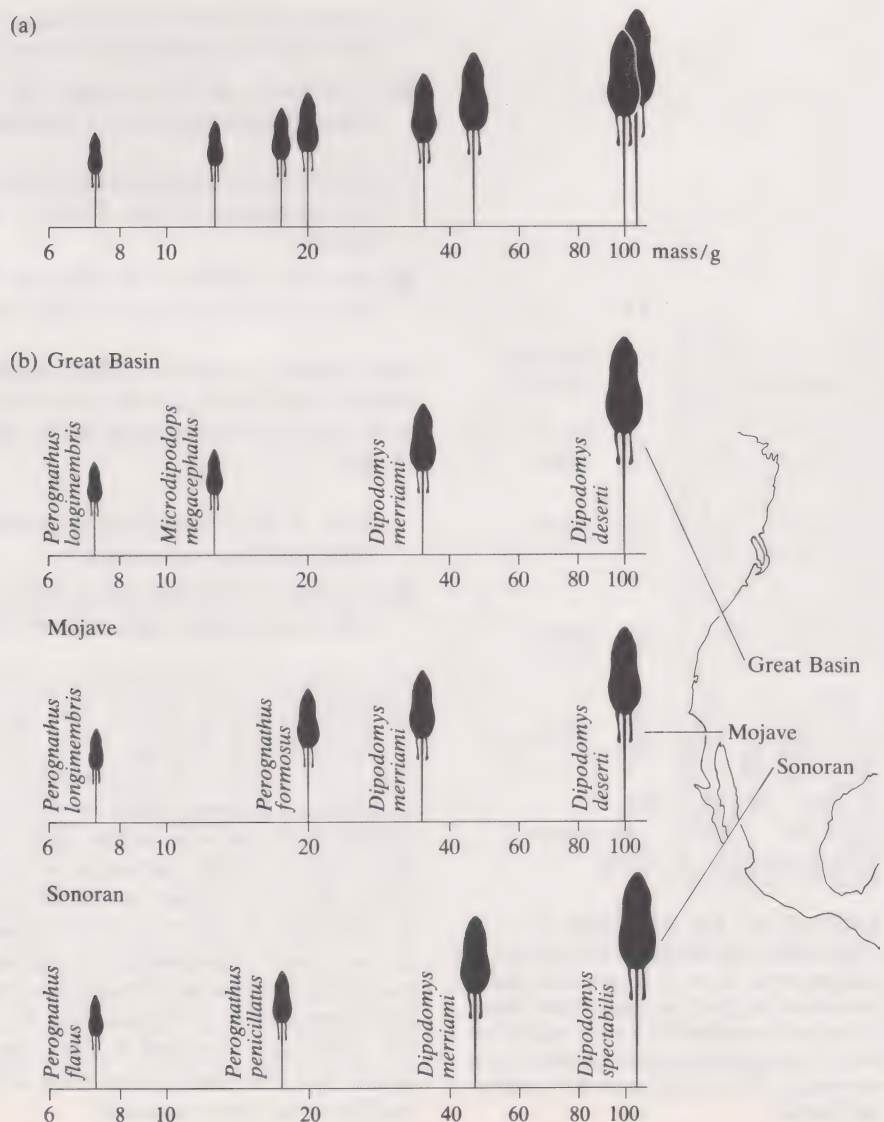 (a)
6 8 10 20 40 60 80 100 mass/g
(b) Great Basin
Perognathus
longimembris
Microdipodops
megacephalus
Dipodomys
merriami
Dipodomys
deserti
6 8 10 20 40 60 80 100
Great Basin
Mojave
Perognathus
longimembris
Perognathus
formosus
Dipodomys
merriami
Dipodomys
deserti
6 8 10 20 40 60 80 100
Mojave
Sonoran
Sonoran
Perognathus
flavus
Perognathus
penicillatus
Dipodomys
merriami
Dipodomys
spectabilis
6 8 10 20 40 60 80 100